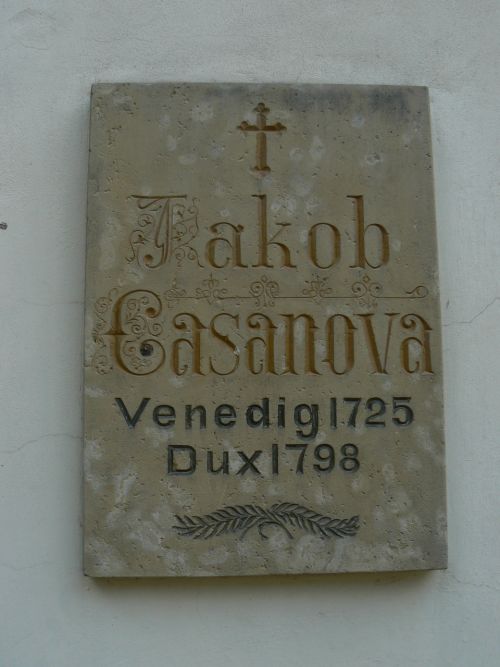 Jakob
Casanova
Venedig 1725
Dux 1798